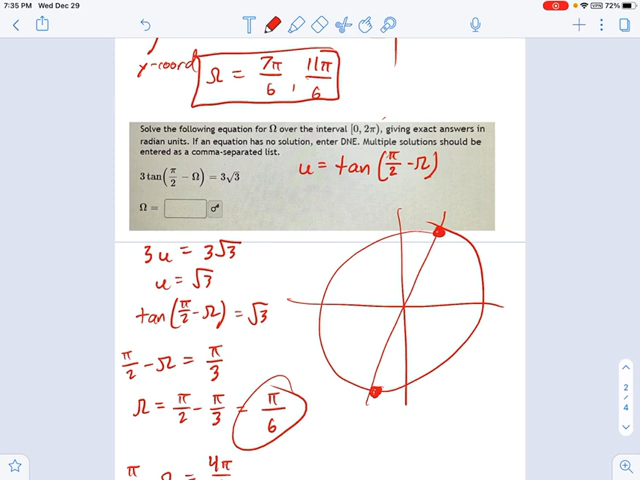 7:35 PM Wed Dec 29
72%
T
y-coord
Ω = 7π/6, 11π/6
Solve the following equation for Ω over the interval [0, 2π), giving exact answers in
radian units. If an equation has no solution, enter DNE. Multiple solutions should be
entered as a comma-separated list.
3 tan(π/2 − Ω) = 3√3
u = tan(π/2 − Ω)
Ω =
3u = 3√3
u = √3
tan(π/2 − Ω) = √3
π/2 − Ω = π/3
Ω = π/2 − π/3 = π/6
4π
2
/
4